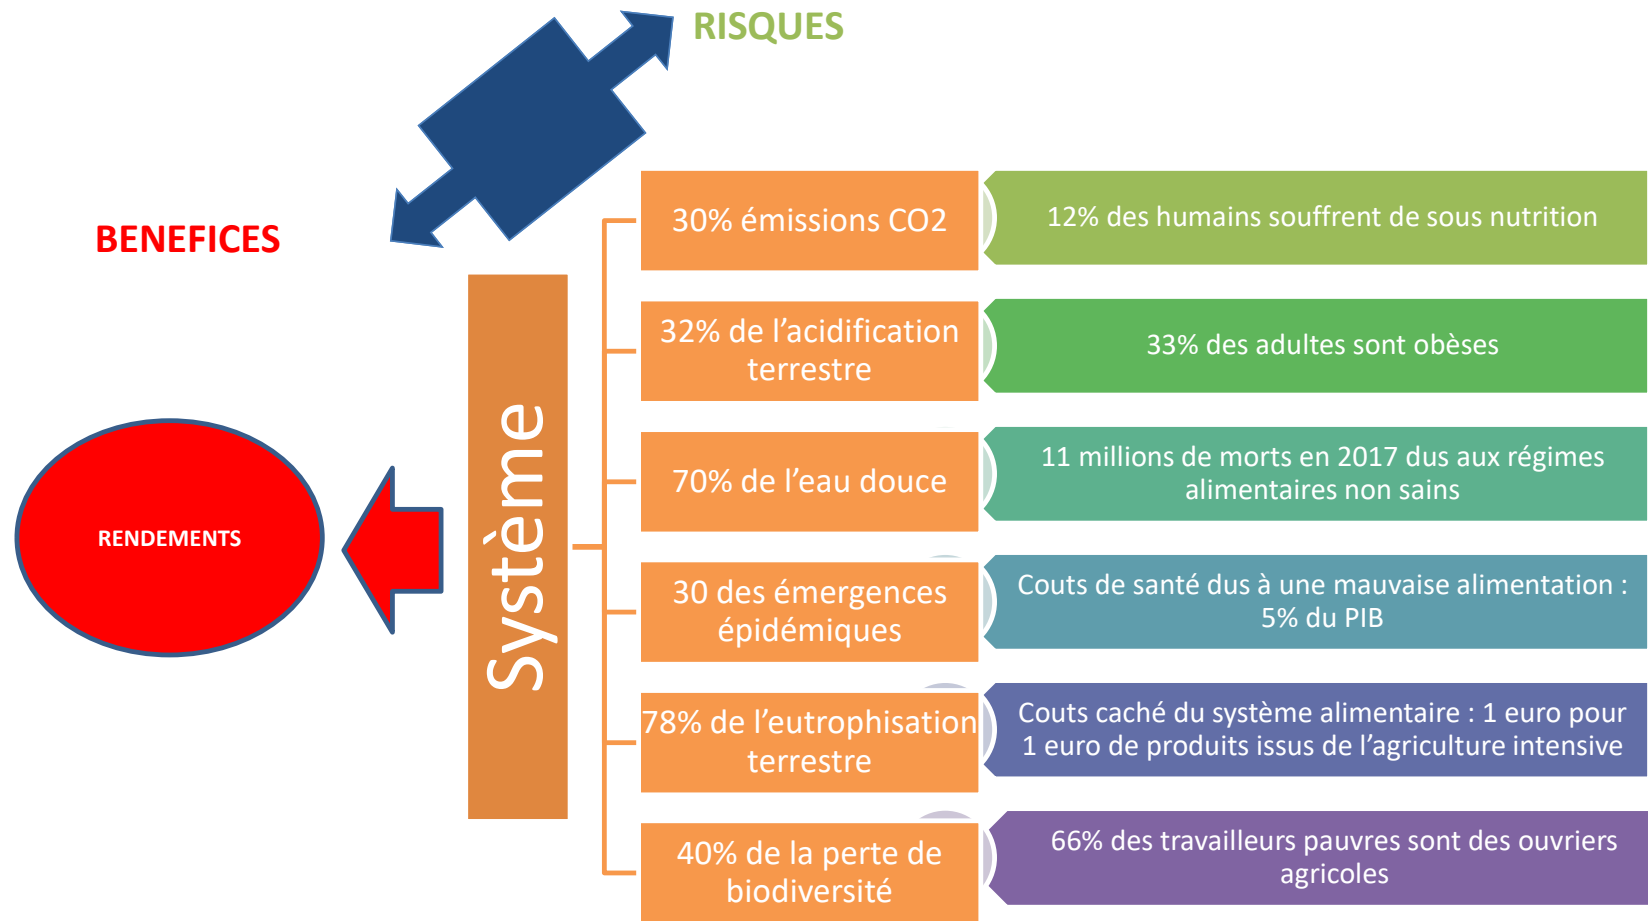 RISQUES
BENEFICES
RENDEMENTS
Système
30% émissions CO2
12% des humains souffrent de sous nutrition
32% de l’acidification
terrestre
33% des adultes sont obèses
70% de l’eau douce
11 millions de morts en 2017 dus aux régimes
alimentaires non sains
30 des émergences
épidémiques
Couts de santé dus à une mauvaise alimentation :
5% du PIB
78% de l’eutrophisation
terrestre
Couts caché du système alimentaire : 1 euro pour
1 euro de produits issus de l’agriculture intensive
40% de la perte de
biodiversité
66% des travailleurs pauvres sont des ouvriers
agricoles